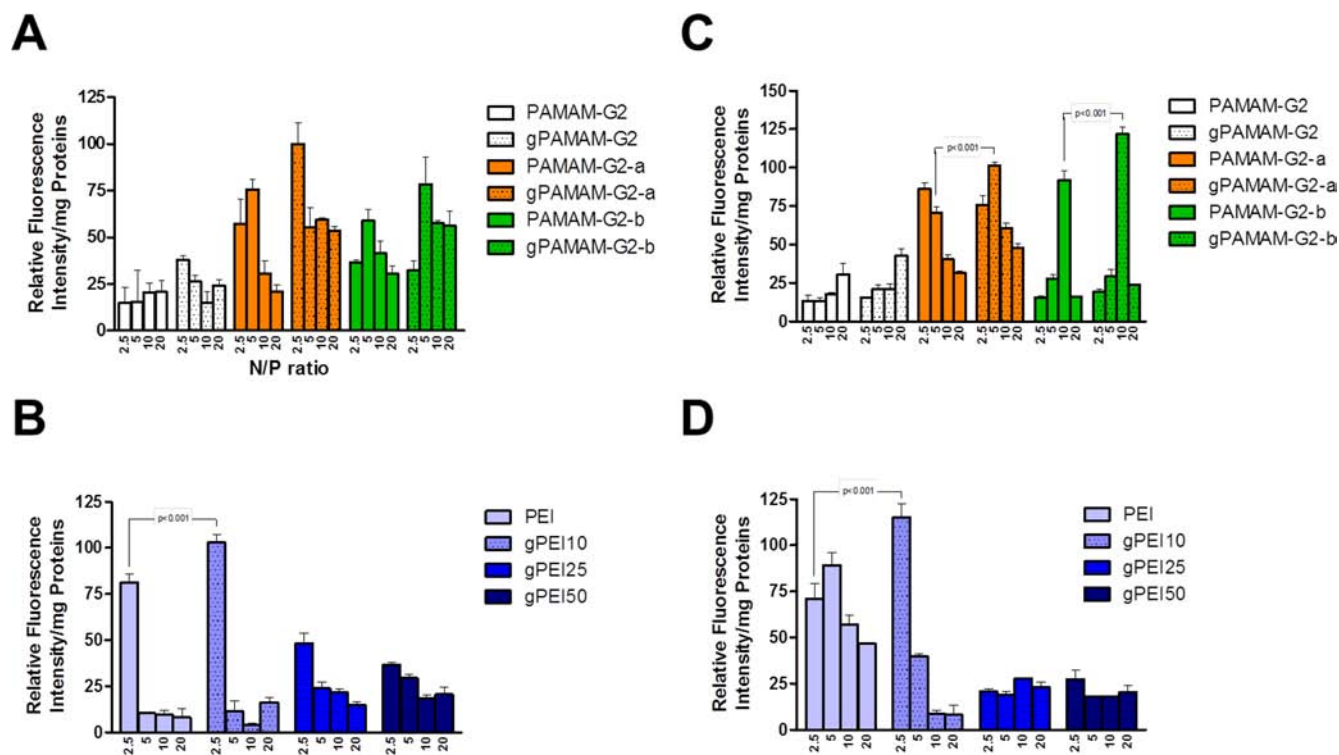 A
Relative Fluorescence
Intensity/mg Proteins
125
100
75
50
25
0
2.5 5 10 20 2.5 5 10 20 2.5 5 10 20 2.5 5 10 20 2.5 5 10 20 2.5 5 10 20
N/P ratio
PAMAM-G2
gPAMAM-G2
PAMAM-G2-a
gPAMAM-G2-a
PAMAM-G2-b
gPAMAM-G2-b
C
Relative Fluorescence
Intensity/mg Proteins
150
125
100
75
50
25
0
p<0.001
p<0.001
2.5 5 10 20 2.5 5 10 20 2.5 5 10 20 2.5 5 10 20 2.5 5 10 20 2.5 5 10 20
PAMAM-G2
gPAMAM-G2
PAMAM-G2-a
gPAMAM-G2-a
PAMAM-G2-b
gPAMAM-G2-b
B
Relative Fluorescence
Intensity/mg Proteins
125
100
75
50
25
0
p<0.001
2.5 5 10 20 2.5 5 10 20 2.5 5 10 20 2.5 5 10 20
PEI
gPEI10
gPEI25
gPEI50
D
Relative Fluorescence
Intensity/mg Proteins
125
100
75
50
25
0
p<0.001
2.5 5 10 20 2.5 5 10 20 2.5 5 10 20 2.5 5 10 20
PEI
gPEI10
gPEI25
gPEI50